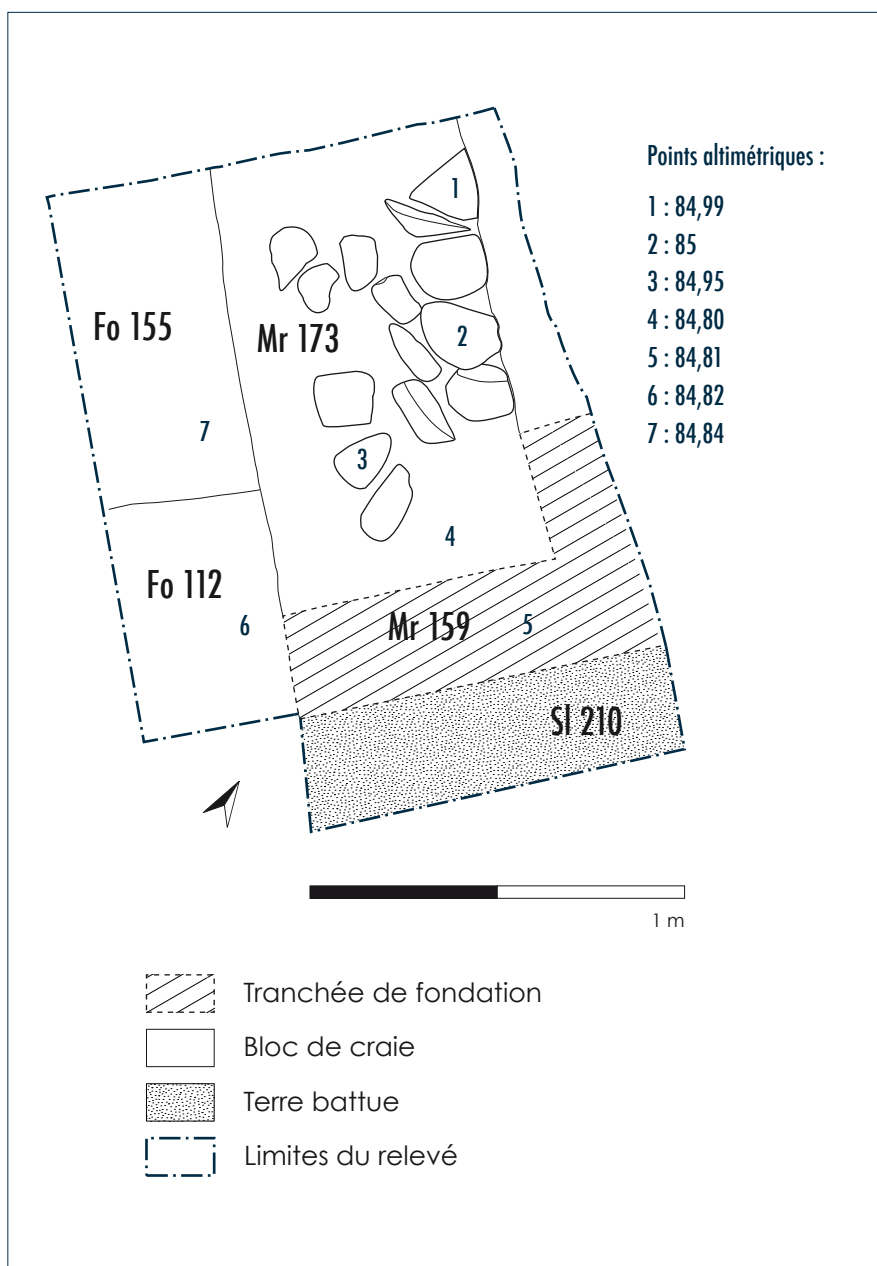 Points altimétriques :
1 : 84,99
2 : 85
3 : 84,95
4 : 84,80
5 : 84,81
6 : 84,82
7 : 84,84
1
2
Fo 155
Mr 173
7
3
4
Fo 112
6
Mr 159
5
Sl 210
1 m
Tranchée de fondation
Bloc de craie
Terre battue
Limites du relevé